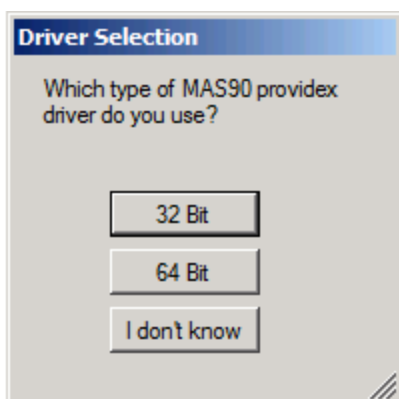 Driver Selection
Which type of MAS90 providex
driver do you use?
32 Bit
64 Bit
I don't know